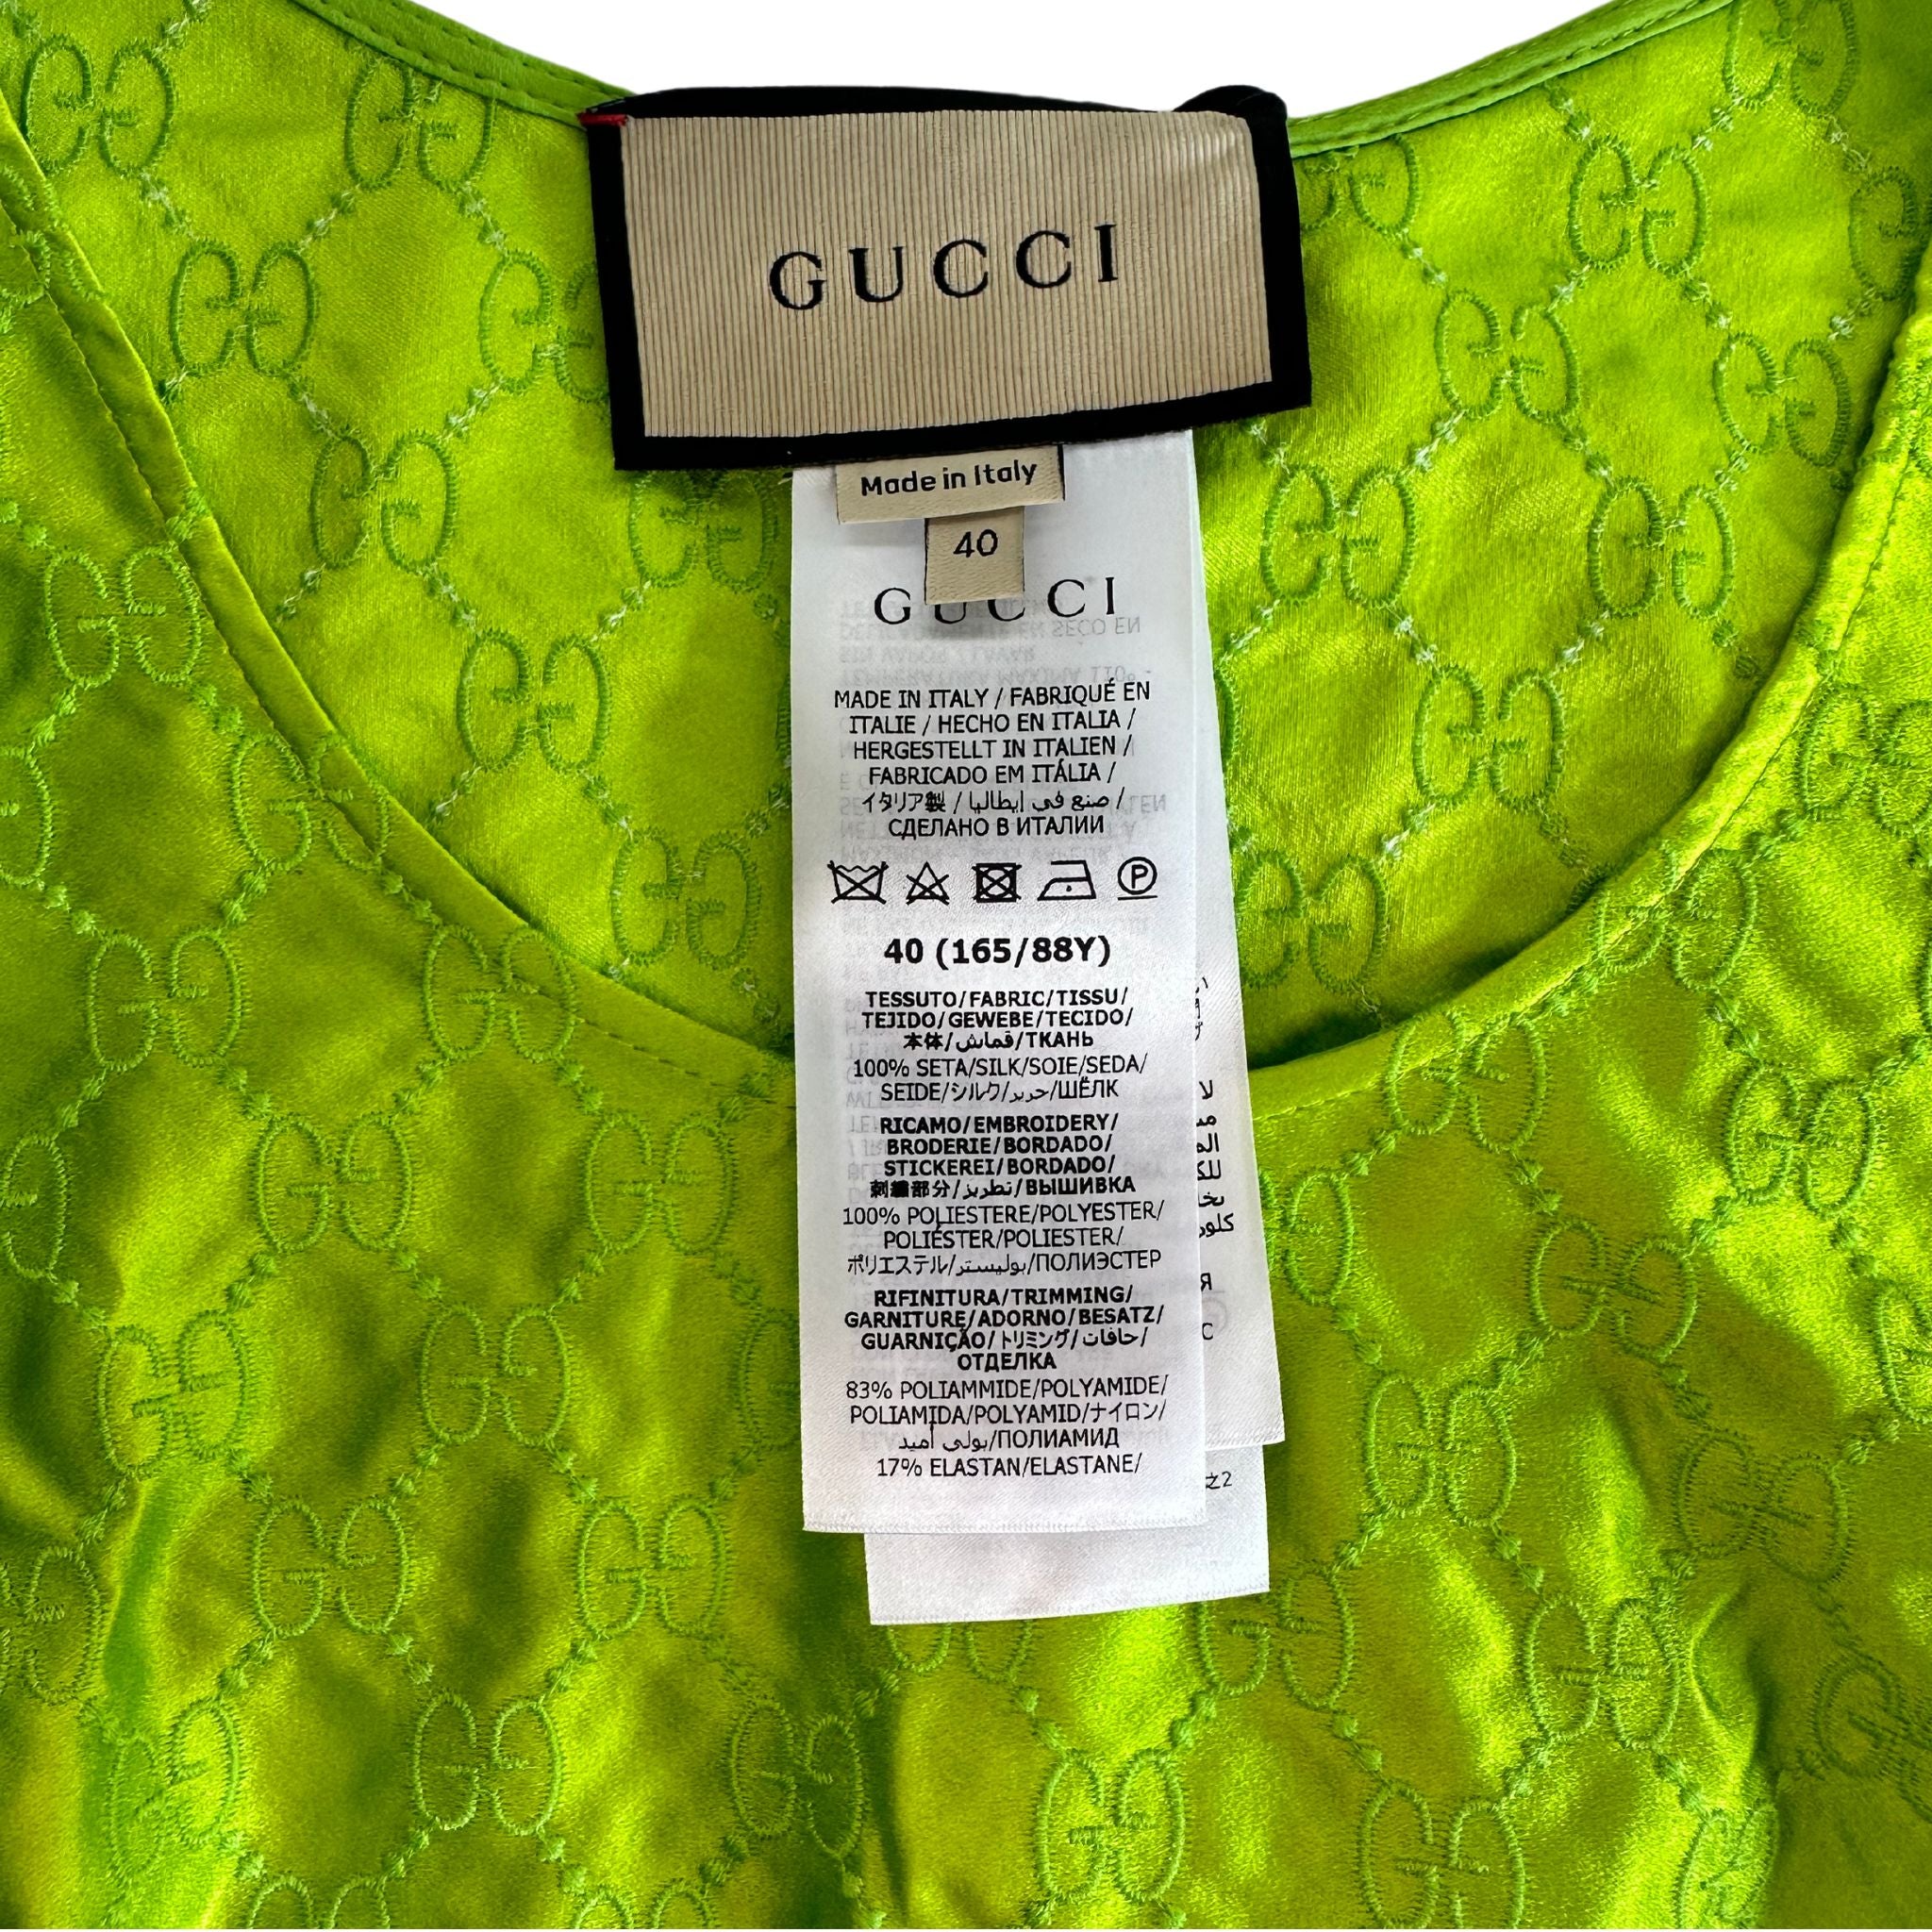 GUCCI
Made in Italy
40
GUCCI
MADE IN ITALY / FABRIQUÉ EN
ITALIE / HECHO EN ITALIA /
HERGESTELLT IN ITALIEN /
FABRICADO EM ITÁLIA /
イタリア製 / صنع في إيطاليا /
СДЕЛАНО В ИТАЛИИ
P
40 (165/88Y)
TESSUTO/FABRIC/TISSU/
TEJIDO/GEWEBE/TECIDO/
本体/قماش/ТКАНЬ
100% SETA/SILK/SOIE/SEDA/
SEIDE/シルク/حرير/ШЁЛК
RICAMO/EMBROIDERY/
BRODERIE/BORDADO/
STICKEREI/BORDADO/
刺繍部分/تطريز/ВЫШИВКА
100% POLIESTERE/POLYESTER/
POLIÉSTER/POLIESTER/
ポリエステル/بوليستر/ПОЛИЭСТЕР
RIFINITURA/TRIMMING/
GARNITURE/ADORNO/BESATZ/
GUARNIÇÃO/トリミング/حافات/
ОТДЕЛКА
83% POLIAMMIDE/POLYAMIDE/
POLIAMIDA/POLYAMID/ナイロン/
بولي أميد/ПОЛИАМИД
17% ELASTAN/ELASTANE/